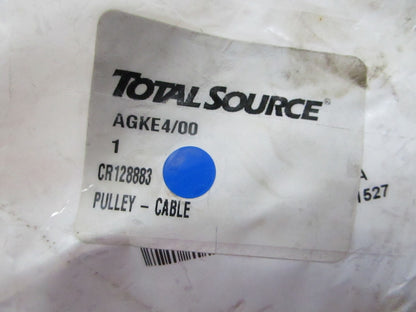 TOTAL SOURCE®
AGKE4/00
1
CR128883
PULLEY - CABLE
A
1527